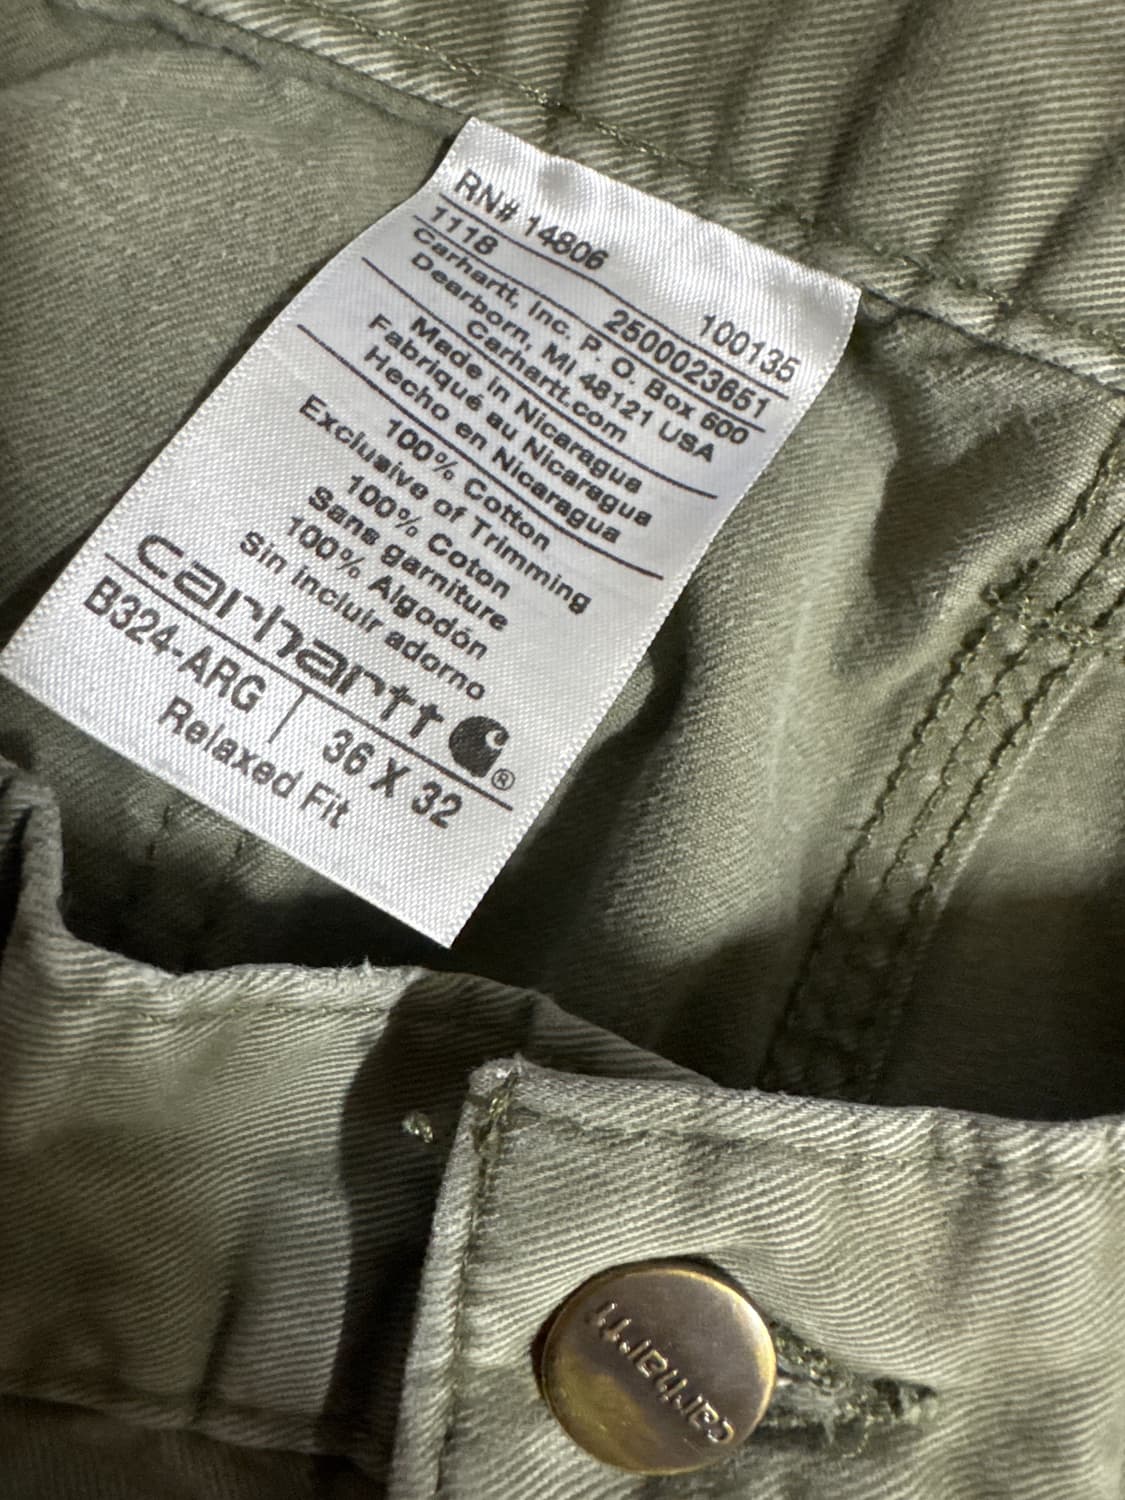 RN# 14806 100135
1118 2500023651
Carhartt, Inc. P. O. Box 600
Dearborn, MI 48121 USA
Carhartt.com
Made in Nicaragua
Fabriqué au Nicaragua
Hecho en Nicaragua
100% Cotton
Exclusive of Trimming
100% Coton
Sans garniture
100% Algodón
Sin incluir adorno
carhartt ®
B324-ARG | 36 X 32
Relaxed Fit
carhartt